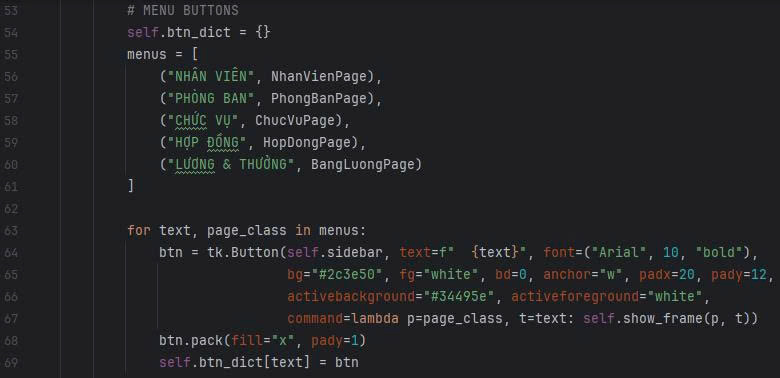 53 # MENU BUTTONS
54 self.btn_dict = {}
55 menus = [
56 ("NHÂN VIÊN", NhanVienPage),
57 ("PHÒNG BAN", PhongBanPage),
58 ("CHỨC VỤ", ChucVuPage),
59 ("HỢP ĐỒNG", HopDongPage),
60 ("LƯƠNG & THƯỞNG", BangLuongPage)
61 ]
62
63 for text, page_class in menus:
64 btn = tk.Button(self.sidebar, text=f"  {text}", font=("Arial", 10, "bold"),
65 bg="#2c3e50", fg="white", bd=0, anchor="w", padx=20, pady=12,
66 activebackground="#34495e", activeforeground="white",
67 command=lambda p=page_class, t=text: self.show_frame(p, t))
68 btn.pack(fill="x", pady=1)
69 self.btn_dict[text] = btn